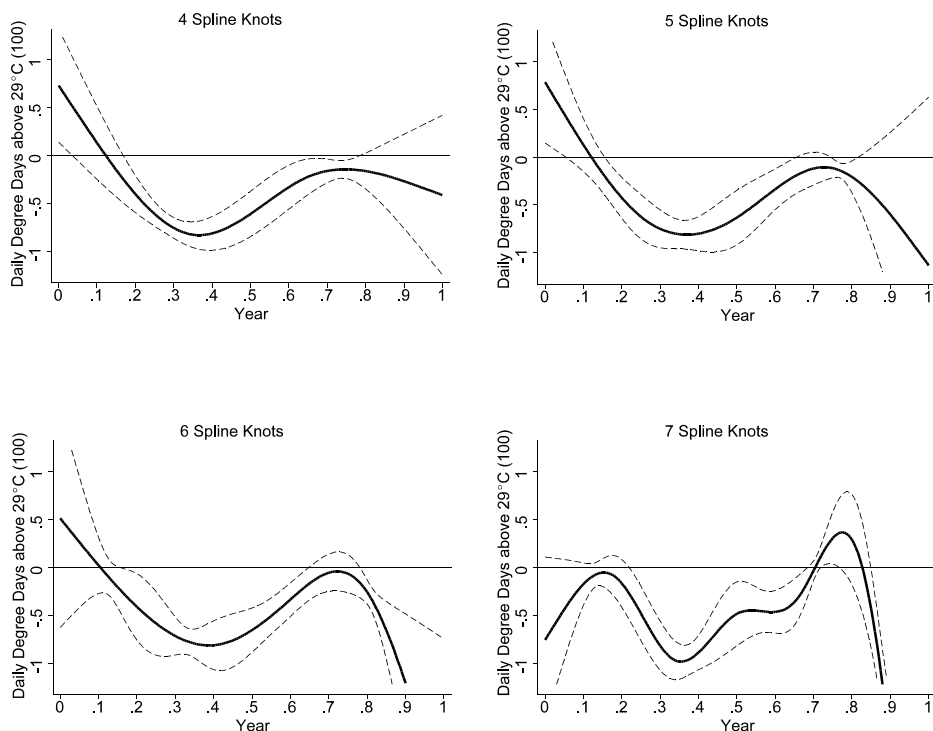 4 Spline Knots
Daily Degree Days above 29°C (100)
1
.5
0
-.5
-1
0 .1 .2 .3 .4 .5 .6 .7 .8 .9 1
Year
5 Spline Knots
Daily Degree Days above 29°C (100)
1
.5
0
-.5
-1
0 .1 .2 .3 .4 .5 .6 .7 .8 .9 1
Year
6 Spline Knots
Daily Degree Days above 29°C (100)
1
.5
0
-.5
-1
0 .1 .2 .3 .4 .5 .6 .7 .8 .9 1
Year
7 Spline Knots
Daily Degree Days above 29°C (100)
1
.5
0
-.5
-1
0 .1 .2 .3 .4 .5 .6 .7 .8 .9 1
Year